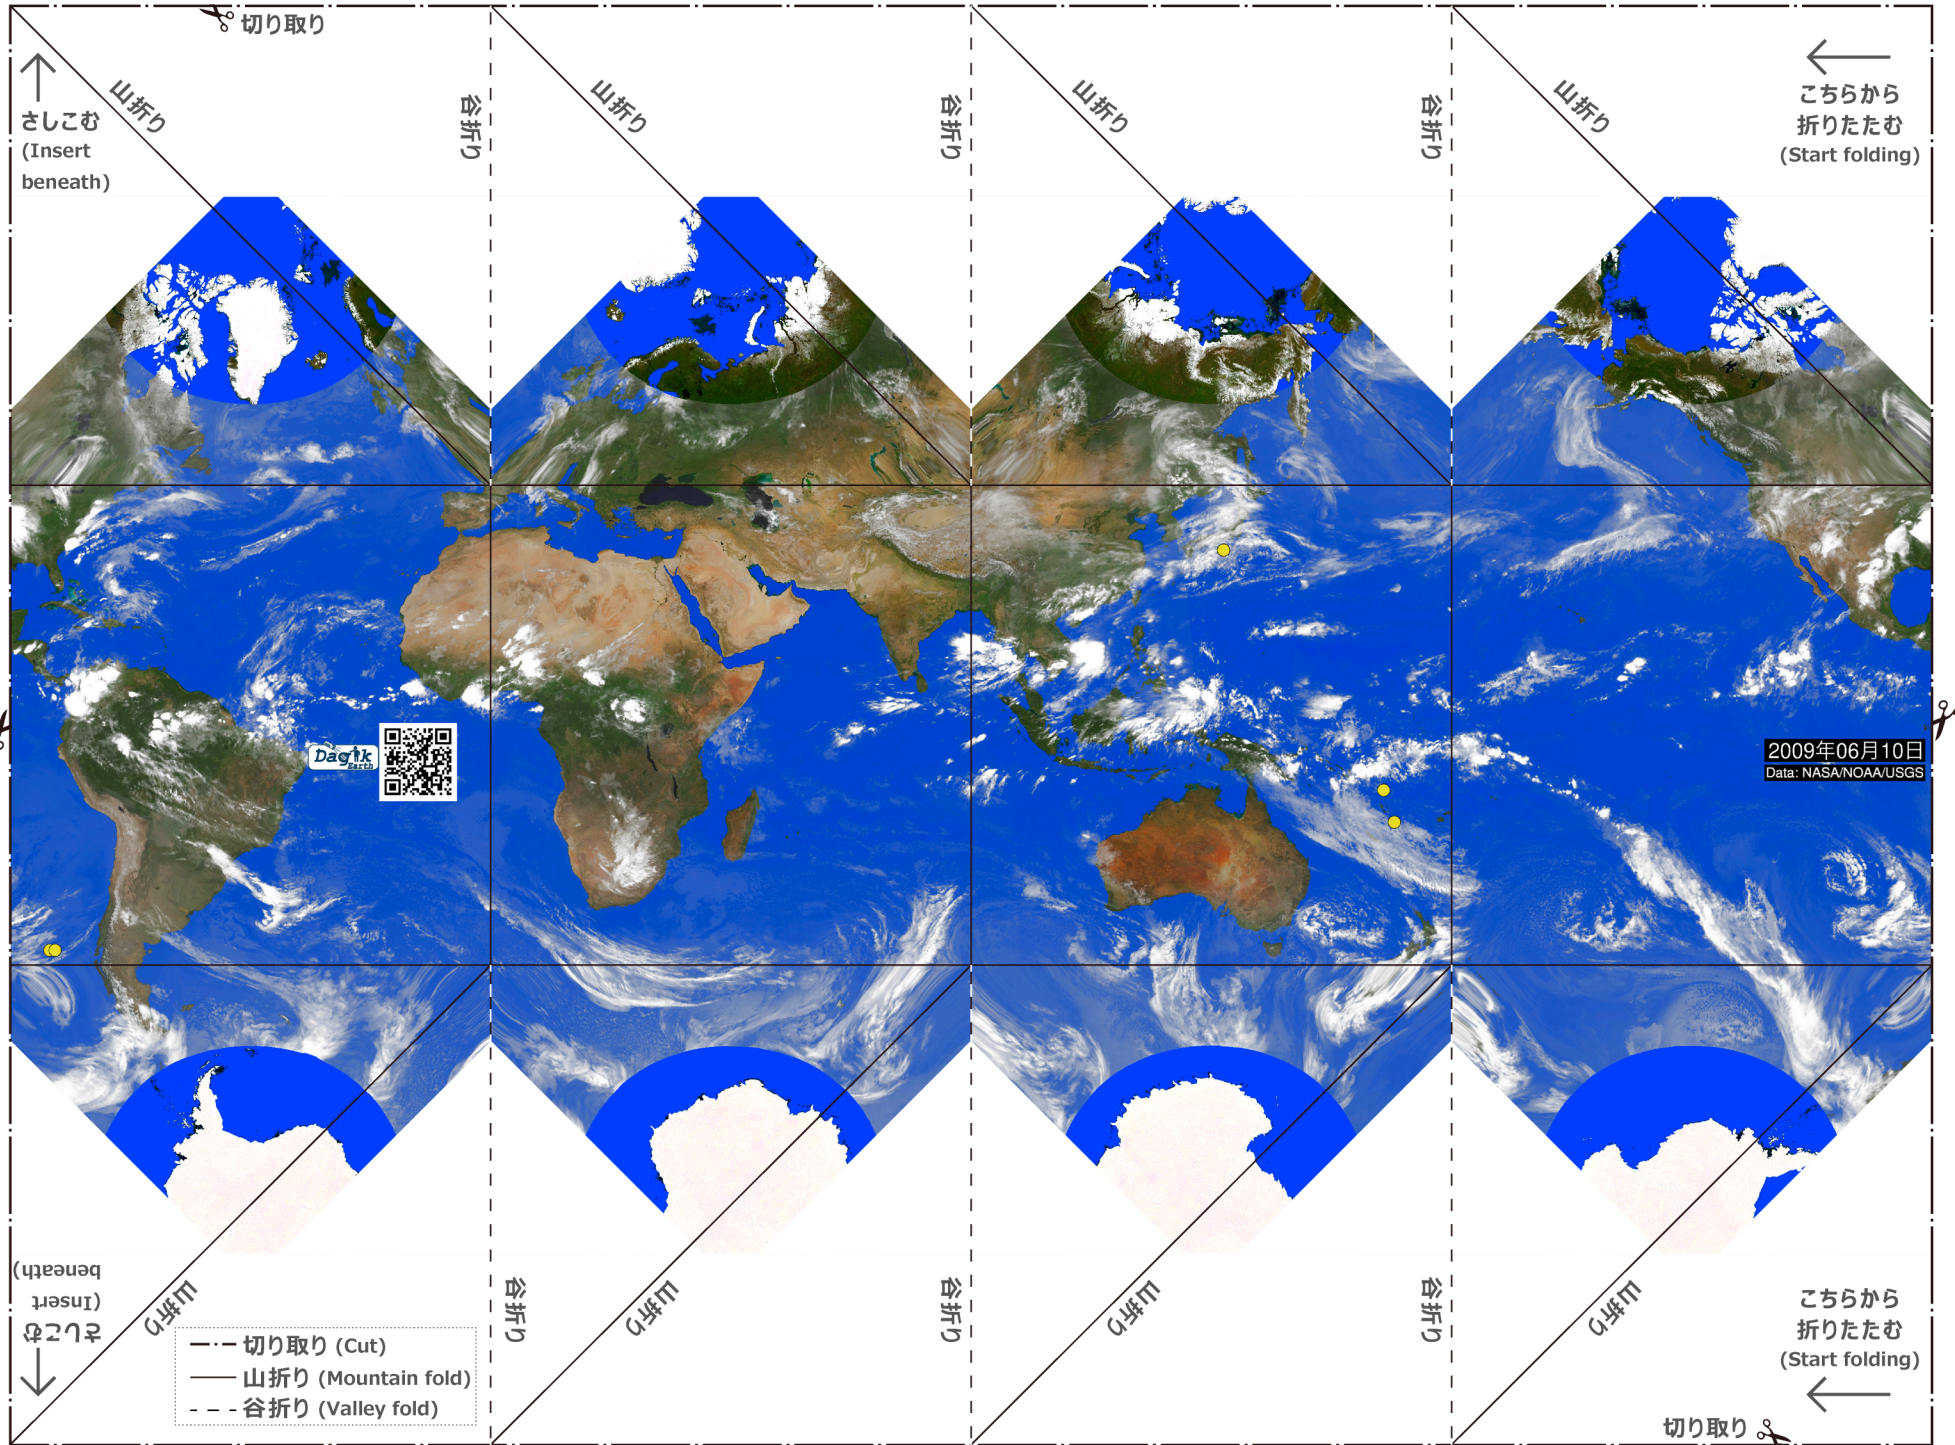 切り取り
さしこむ
(Insert
beneath)
山折り
谷折り
山折り
谷折り
山折り
谷折り
山折り
こちらから
折りたたむ
(Start folding)
Dagik
Earth
2009年06月10日
Data: NASA/NOAA/USGS
さしこむ
(Insert
beneath)
山折り
谷折り
山折り
谷折り
山折り
谷折り
山折り
こちらから
折りたたむ
(Start folding)
切り取り (Cut)
山折り (Mountain fold)
谷折り (Valley fold)
切り取り